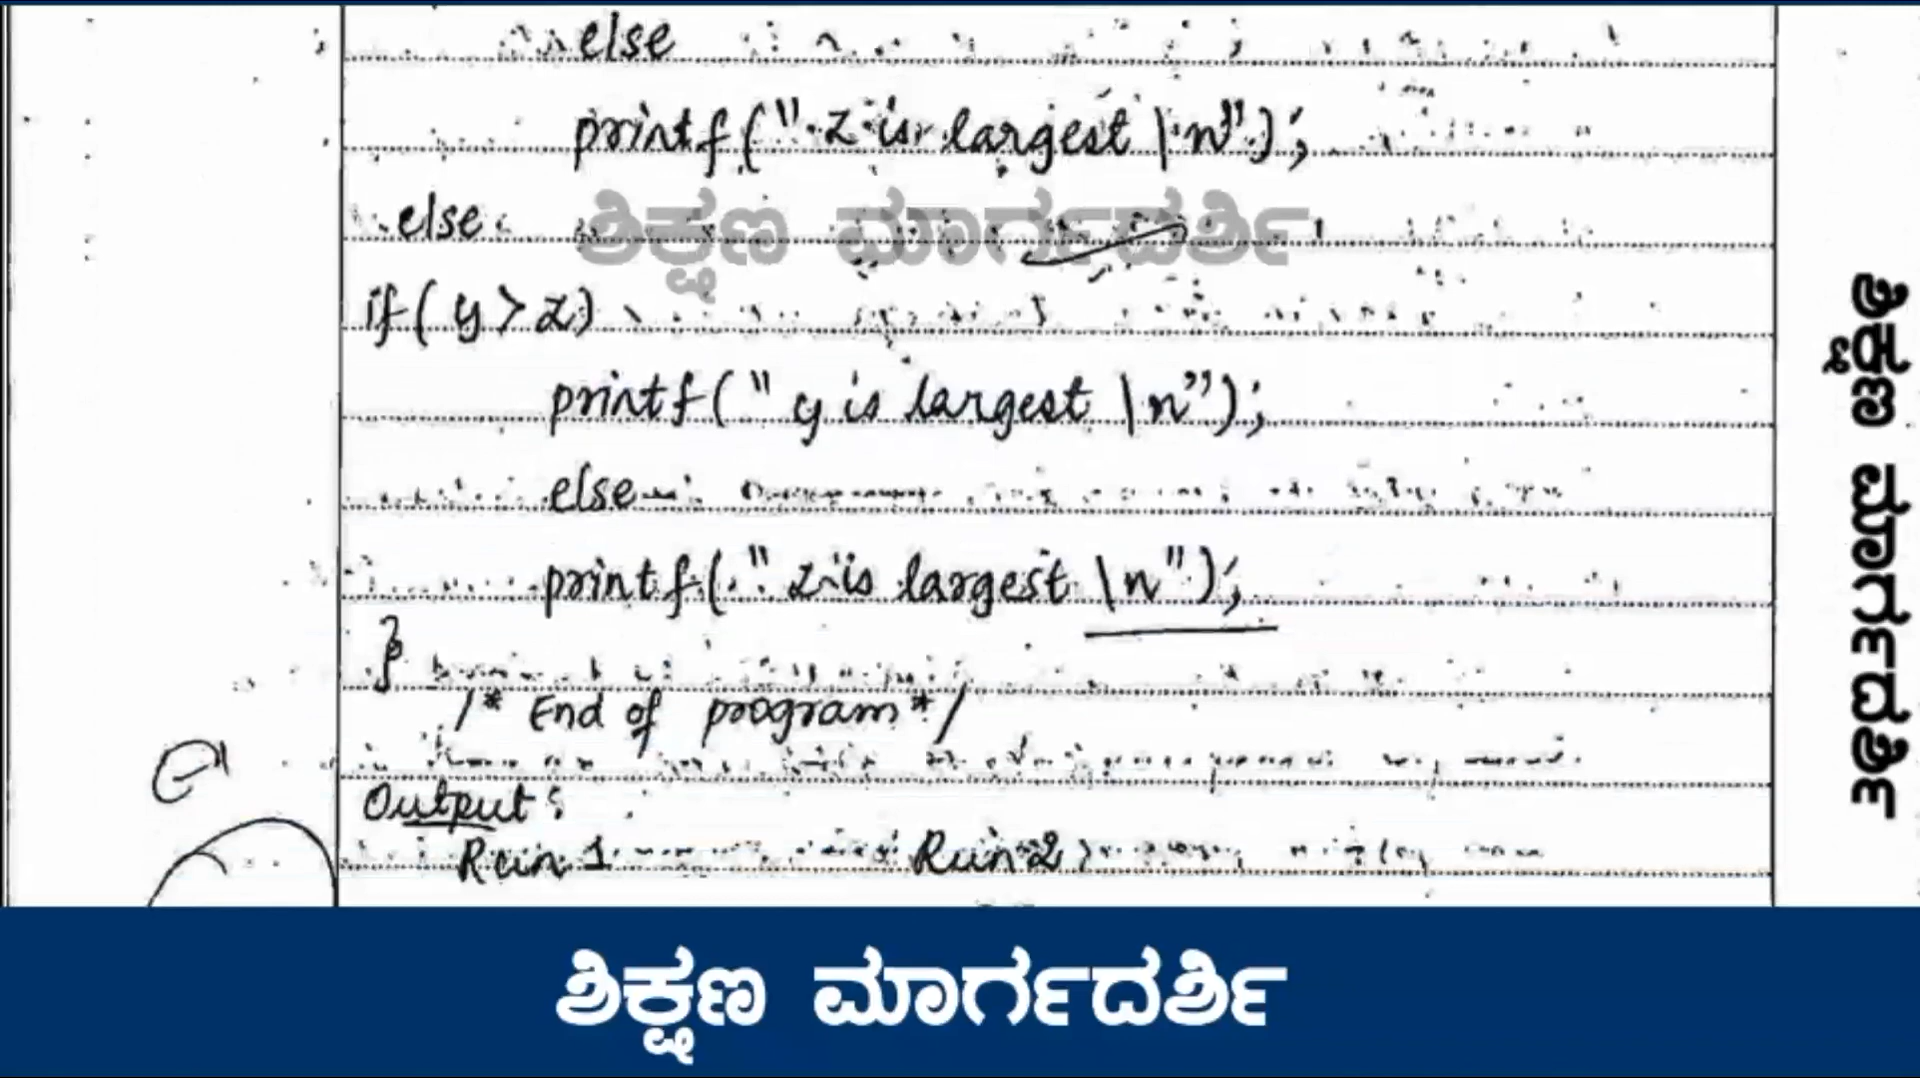 else
printf(" z is largest \n");
else
ಶಿಕ್ಷಣ ಮಾರ್ಗದರ್ಶಿ
if(y>z)
printf(" y is largest \n");
else
printf(" z is largest \n");
}
/* End of program */
Output:
Run 1 Run 2
ಶಿಕ್ಷಣ ಮಾರ್ಗದರ್ಶಿ
ಶಿಕ್ಷಣ ಮಾರ್ಗದರ್ಶಿ